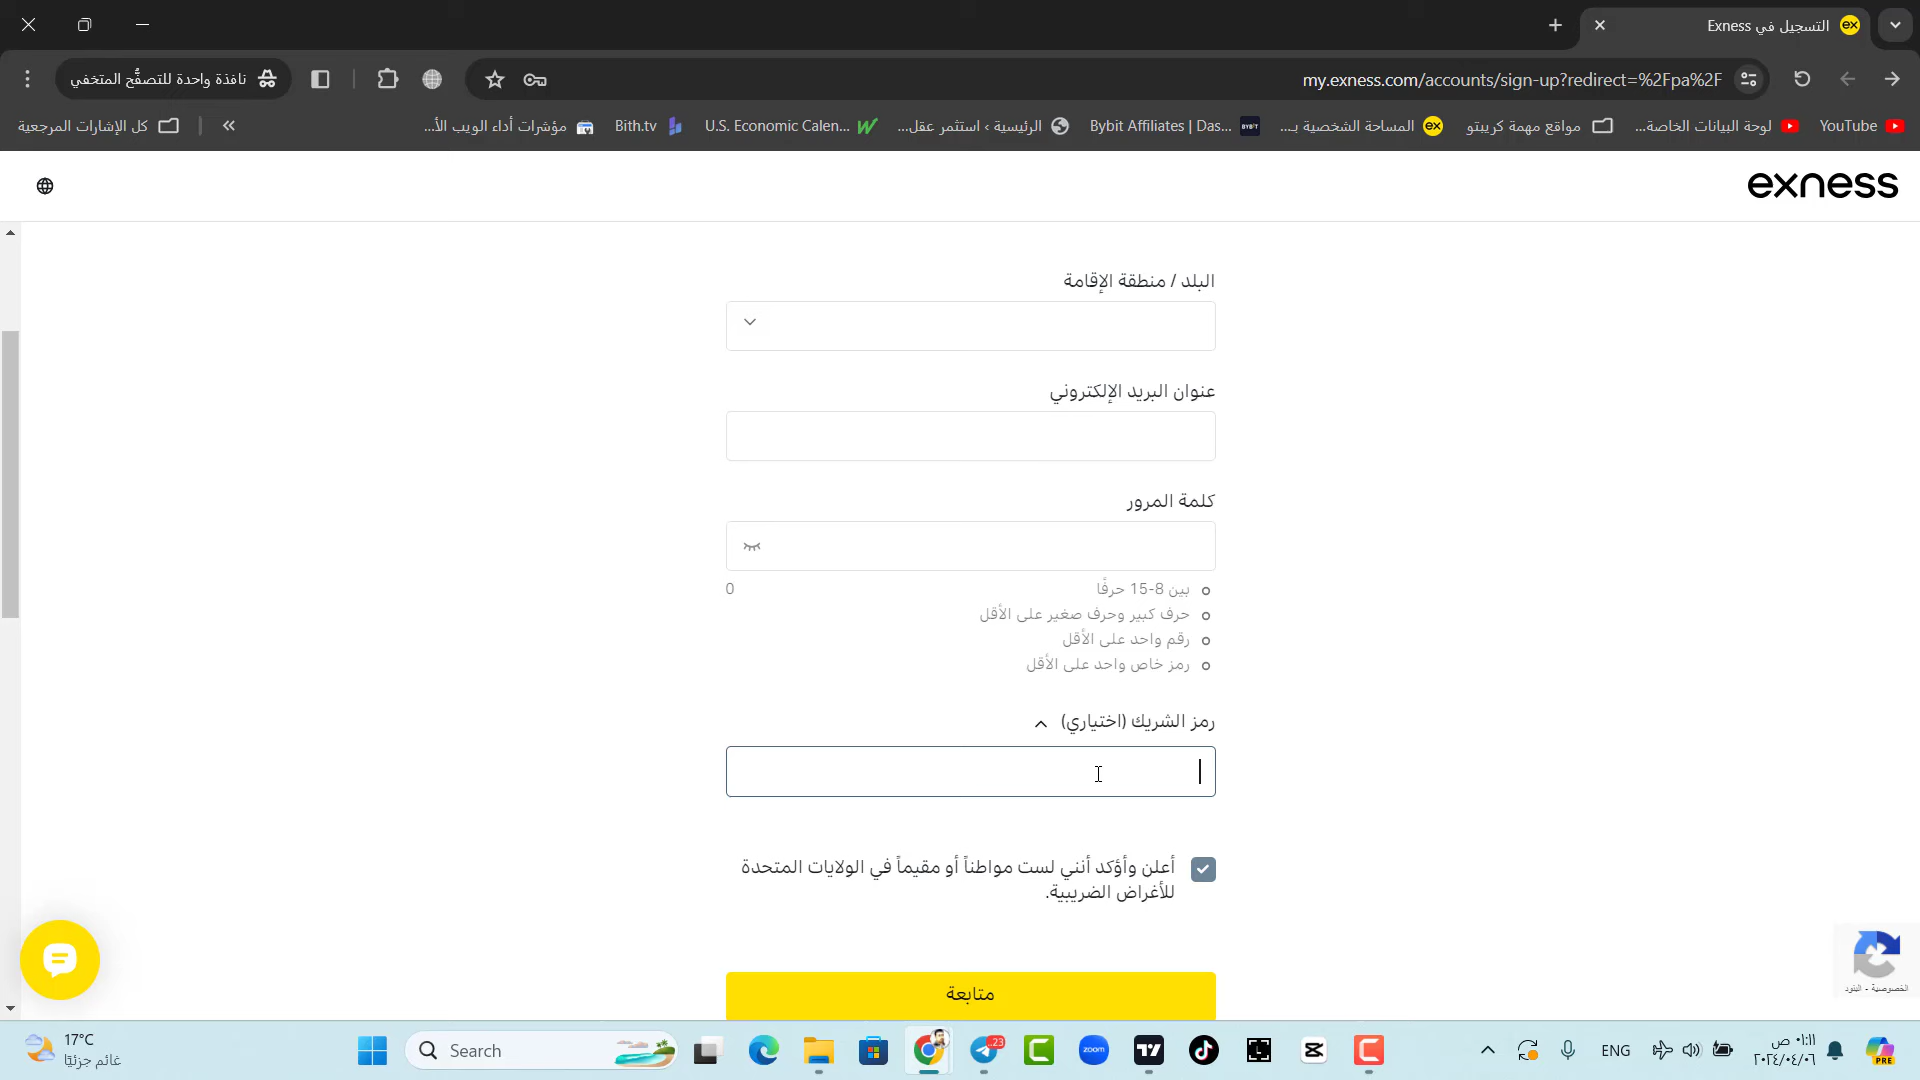 التسجيل في Exness
my.exness.com/accounts/sign-up?redirect=%2Fpa%2F
نافذة واحدة للتصفُّح المتخفي
YouTube
لوحة البيانات الخاصة...
مواقع مهمة كريبتو
المساحة الشخصية بـ...
Bybit Affiliates | Das...
الرئيسية › استثمر عقل...
U.S. Economic Calen...
Bith.tv
مؤشرات أداء الويب الأ...
كل الإشارات المرجعية
exness
البلد / منطقة الإقامة
عنوان البريد الإلكتروني
كلمة المرور
بين 8-15 حرفًا
0
حرف كبير وحرف صغير على الأقل
رقم واحد على الأقل
رمز خاص واحد على الأقل
رمز الشريك (اختياري)
أعلن وأؤكد أنني لست مواطناً أو مقيماً في الولايات المتحدة
للأغراض الضريبية.
متابعة
الخصوصية - البنود
17°C
غائم جزئيًا
Search
zoom
23
ENG
٠١:١١ ص
٢٠٢٤/٠٤/٠٦
PRE